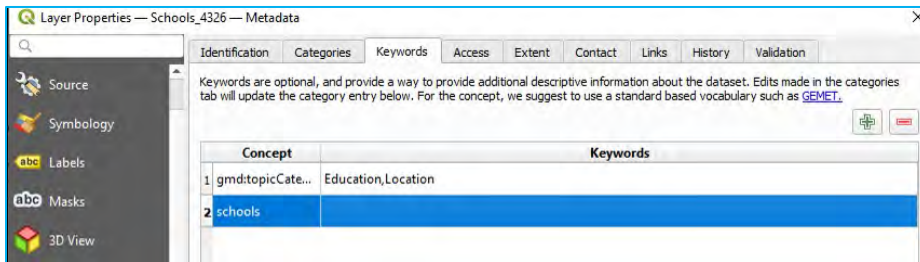 Layer Properties — Schools_4326 — Metadata
Identification Categories Keywords Access Extent Contact Links History Validation
Source
Symbology
abc Labels
abc Masks
3D View
Keywords are optional, and provide a way to provide additional descriptive information about the dataset. Edits made in the categories
tab will update the category entry below. For the concept, we suggest to use a standard based vocabulary such as GEMET.
Concept Keywords
1 gmd:topicCate... Education,Location
2 schools